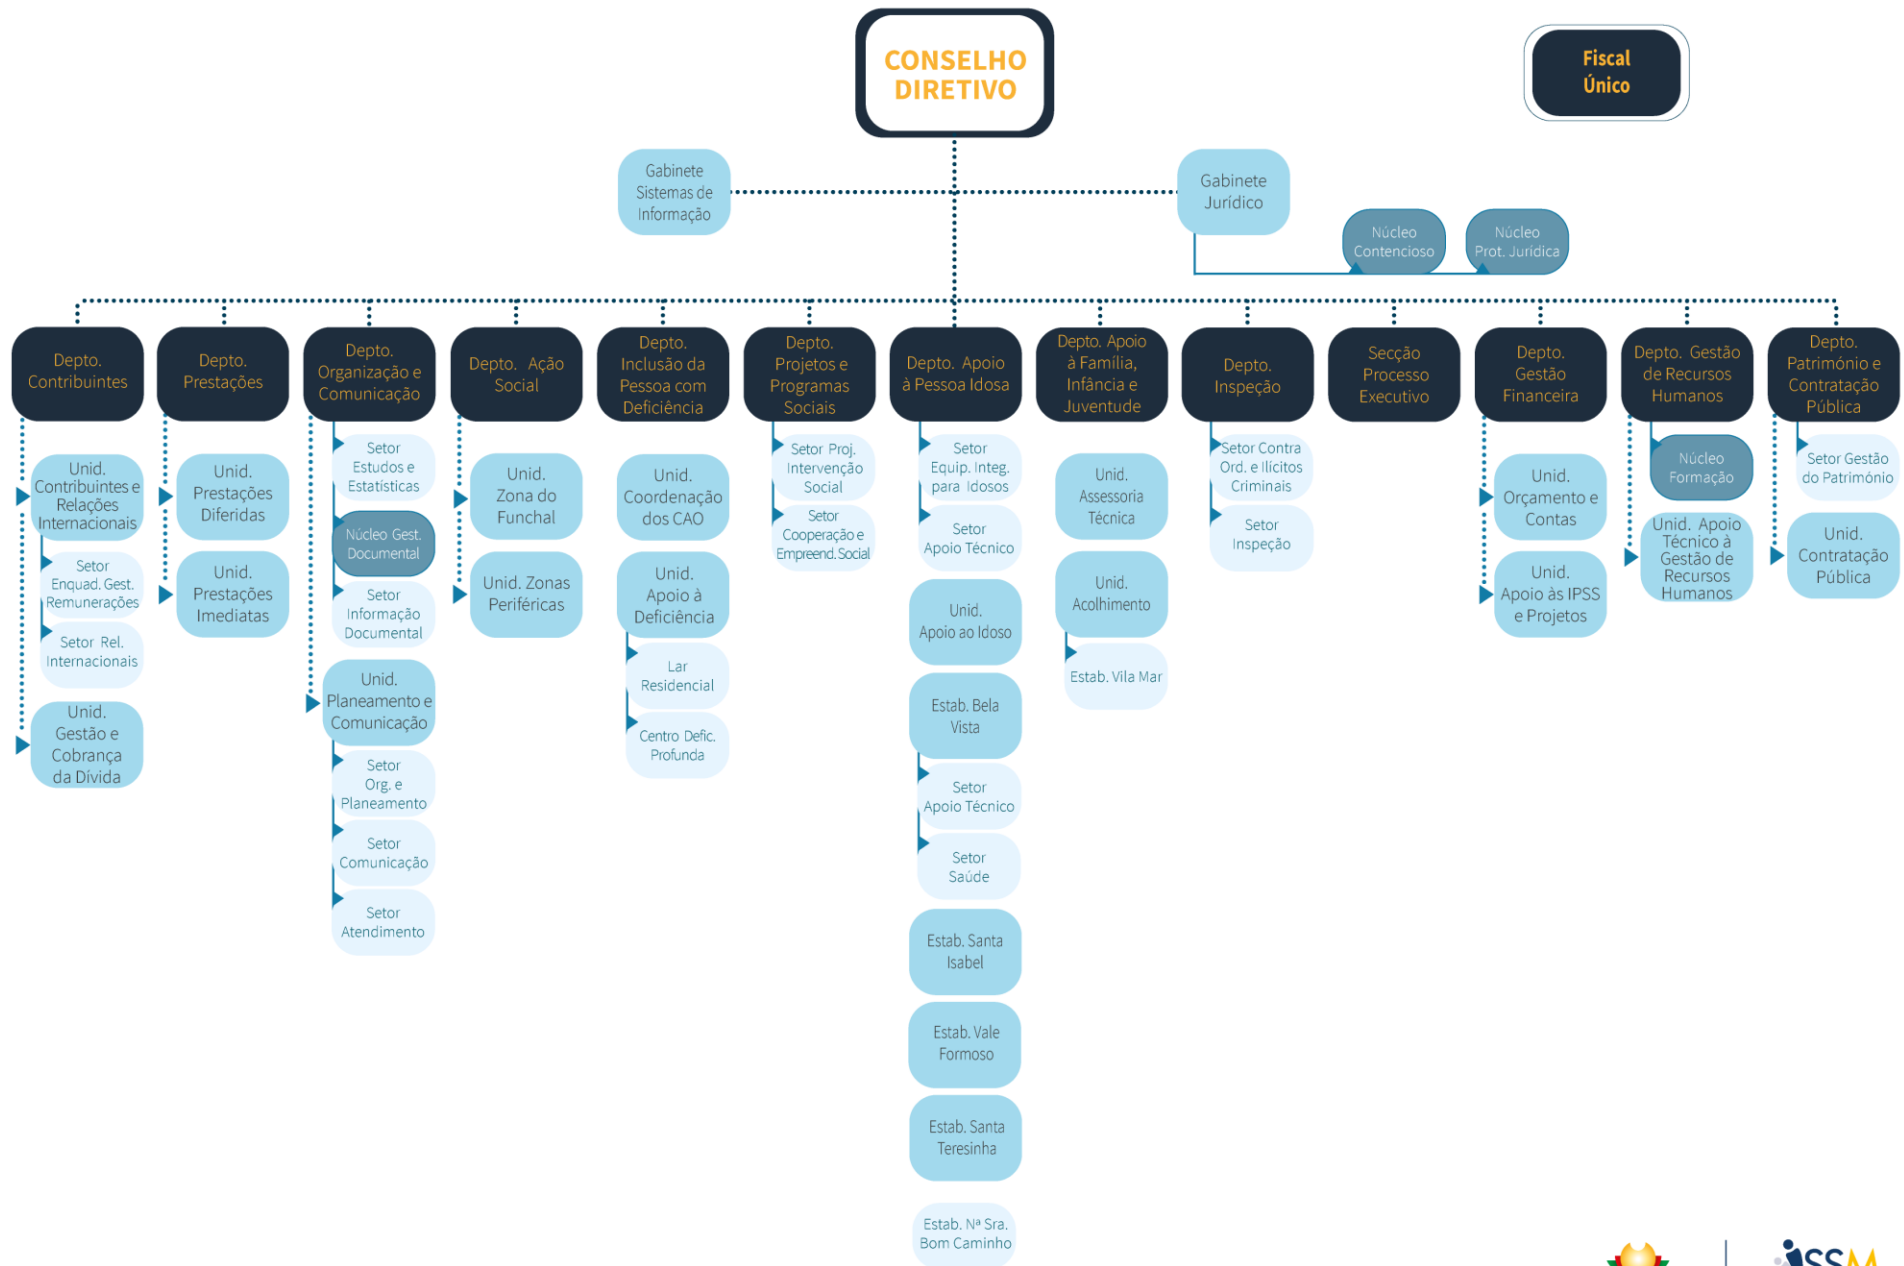 CONSELHO
DIRETIVO
Fiscal
Único
Gabinete
Sistemas de
Informação
Gabinete
Jurídico
Núcleo
Contencioso
Núcleo
Prot. Jurídica
Depto.
Contribuintes
Depto.
Prestações
Depto.
Organização e
Comunicação
Depto. Ação
Social
Depto.
Inclusão da
Pessoa com
Deficiência
Depto.
Projetos e
Programas
Sociais
Depto. Apoio
à Pessoa Idosa
Depto. Apoio
à Família,
Infância e
Juventude
Depto.
Inspeção
Secção
Processo
Executivo
Depto.
Gestão
Financeira
Depto. Gestão
de Recursos
Humanos
Depto.
Património e
Contratação
Pública
Unid.
Contribuintes e
Relações
Internacionais
Setor
Enquad. Gest.
Remunerações
Setor Rel.
Internacionais
Unid.
Gestão e
Cobrança
da Dívida
Unid.
Prestações
Diferidas
Unid.
Prestações
Imediatas
Setor
Estudos e
Estatísticas
Núcleo Gest.
Documental
Setor
Informação
Documental
Unid.
Planeamento e
Comunicação
Setor
Org. e
Planeamento
Setor
Comunicação
Setor
Atendimento
Unid.
Zona do
Funchal
Unid. Zonas
Periféricas
Unid.
Coordenação
dos CAO
Unid.
Apoio à
Deficiência
Lar
Residencial
Centro Defic.
Profunda
Setor Proj.
Intervenção
Social
Setor
Cooperação e
Empreend. Social
Setor
Equip. Integ.
para Idosos
Setor
Apoio Técnico
Unid.
Apoio ao Idoso
Estab. Bela
Vista
Setor
Apoio Técnico
Setor
Saúde
Estab. Santa
Isabel
Estab. Vale
Formoso
Estab. Santa
Teresinha
Estab. Nª Sra.
Bom Caminho
Unid.
Assessoria
Técnica
Unid.
Acolhimento
Estab. Vila Mar
Setor Contra
Ord. e Ilícitos
Criminais
Setor
Inspeção
Unid.
Orçamento e
Contas
Unid.
Apoio às IPSS
e Projetos
Núcleo
Formação
Unid. Apoio
Técnico à
Gestão de
Recursos
Humanos
Setor Gestão
do Património
Unid.
Contratação
Pública
ISSM